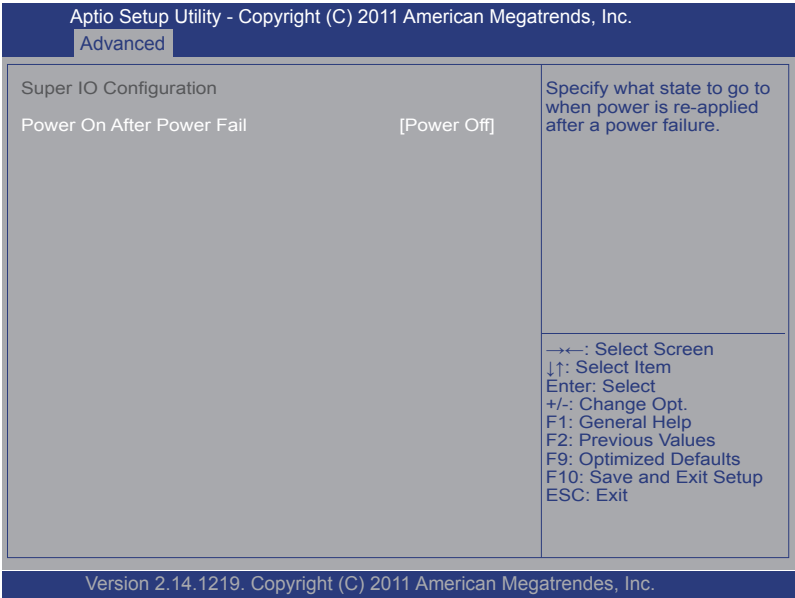 Aptio Setup Utility - Copyright (C) 2011 American Megatrends, Inc.
Advanced
Super IO Configuration
Power On After Power Fail [Power Off]
Specify what state to go to
when power is re-applied
after a power failure.
→←: Select Screen
↓↑: Select Item
Enter: Select
+/-: Change Opt.
F1: General Help
F2: Previous Values
F9: Optimized Defaults
F10: Save and Exit Setup
ESC: Exit
Version 2.14.1219. Copyright (C) 2011 American Megatrendes, Inc.